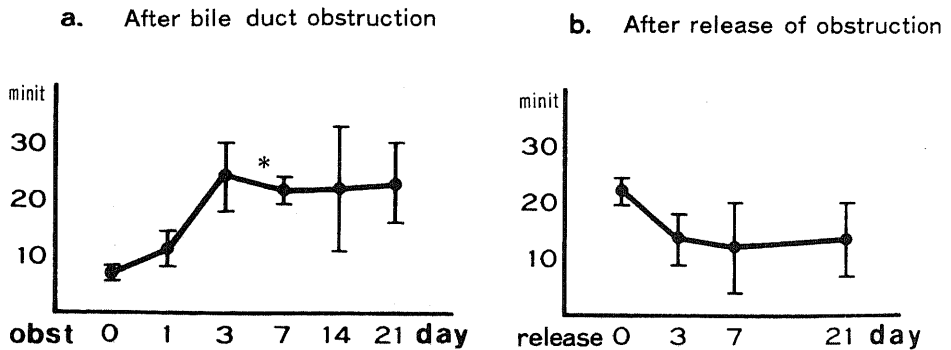 a. After bile duct obstruction
minit
30
20
10
*
obst 0 1 3 7 14 21 day
b. After release of obstruction
minit
30
20
10
release 0 3 7 21 day